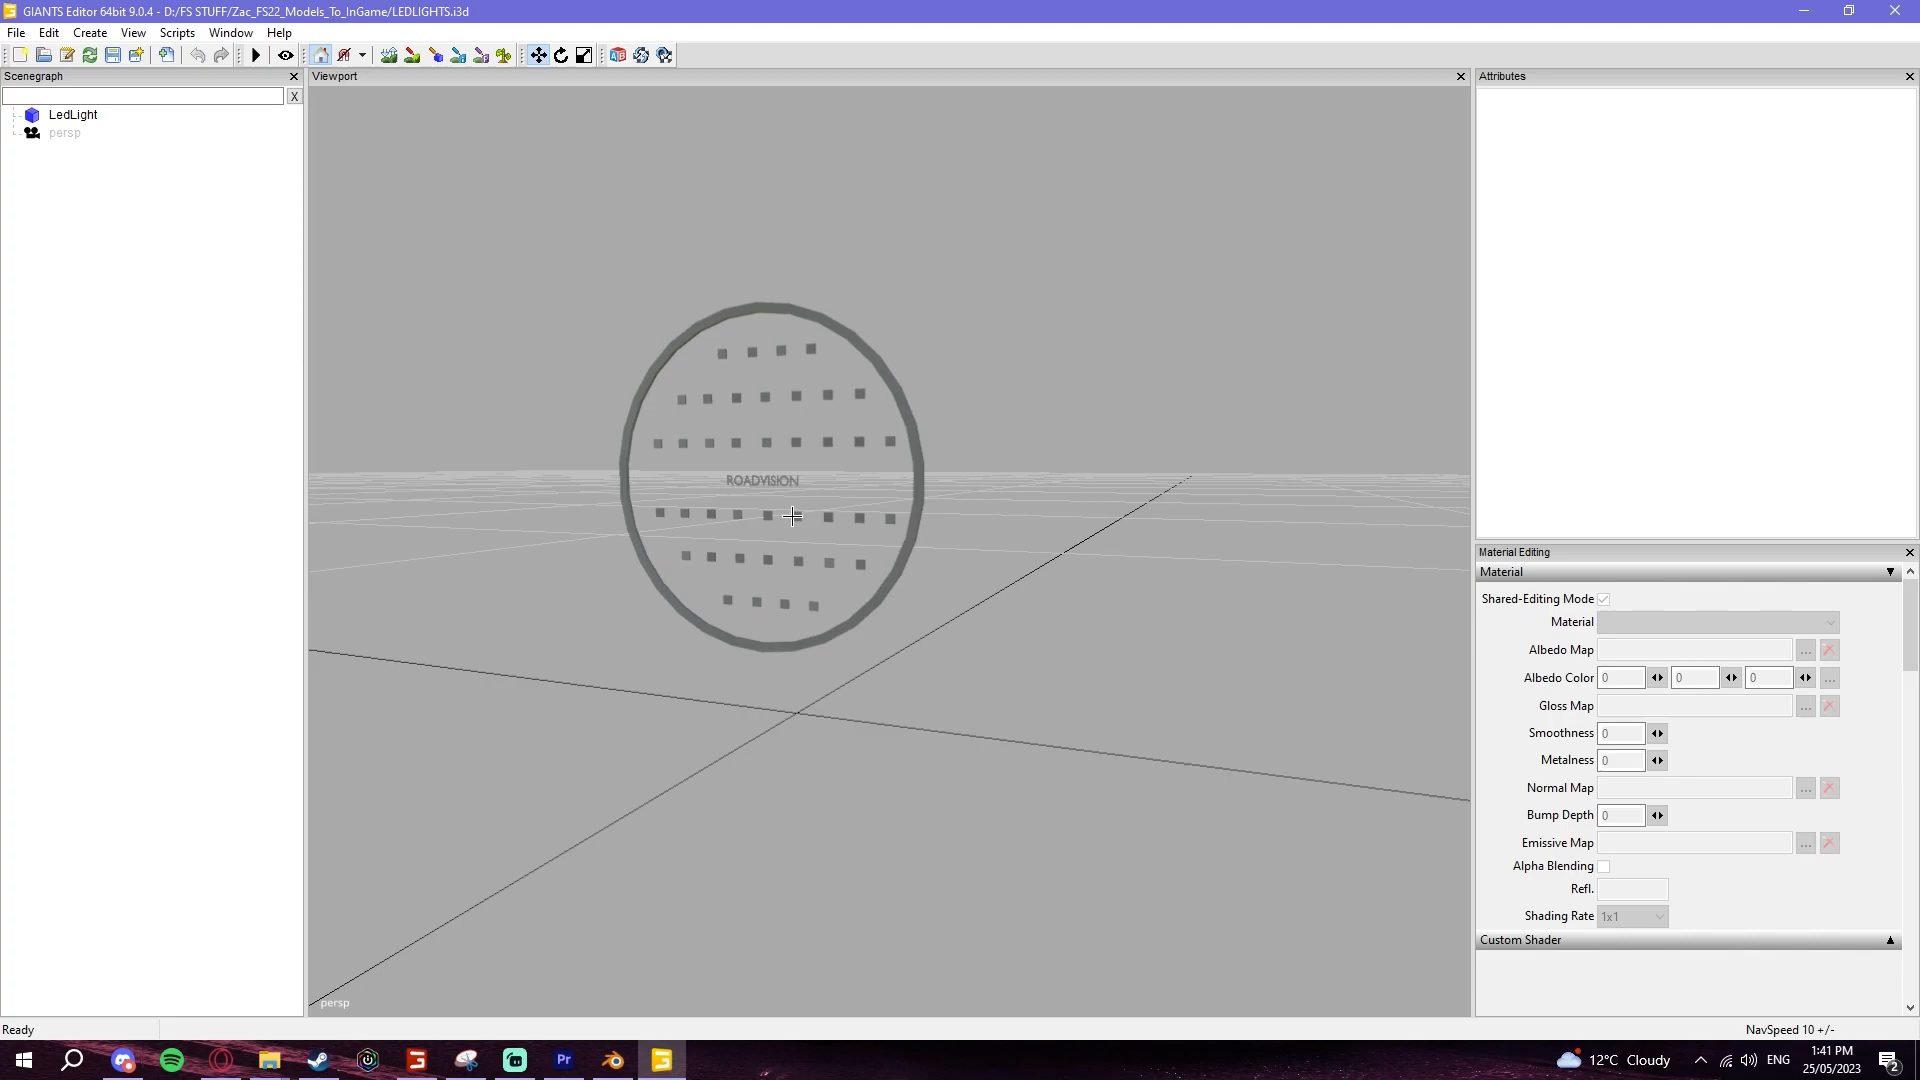 GIANTS Editor 64bit 9.0.4 - D:/FS STUFF/Zac_FS22_Models_To_InGame/LEDLIGHTS.i3d
File Edit Create View Scripts Window Help
Scenegraph
X
LedLight
persp
Viewport
ROADVISION
persp
Attributes
Material Editing
Material
Shared-Editing Mode
Material
Albedo Map
...
Albedo Color 0 0 0 ...
Gloss Map
...
Smoothness 0
Metalness 0
Normal Map
...
Bump Depth 0
Emissive Map
...
Alpha Blending
Refl.
Shading Rate 1x1
Custom Shader
Ready
NavSpeed 10 +/-
Pr
12°C Cloudy
ENG
1:41 PM
25/05/2023
2